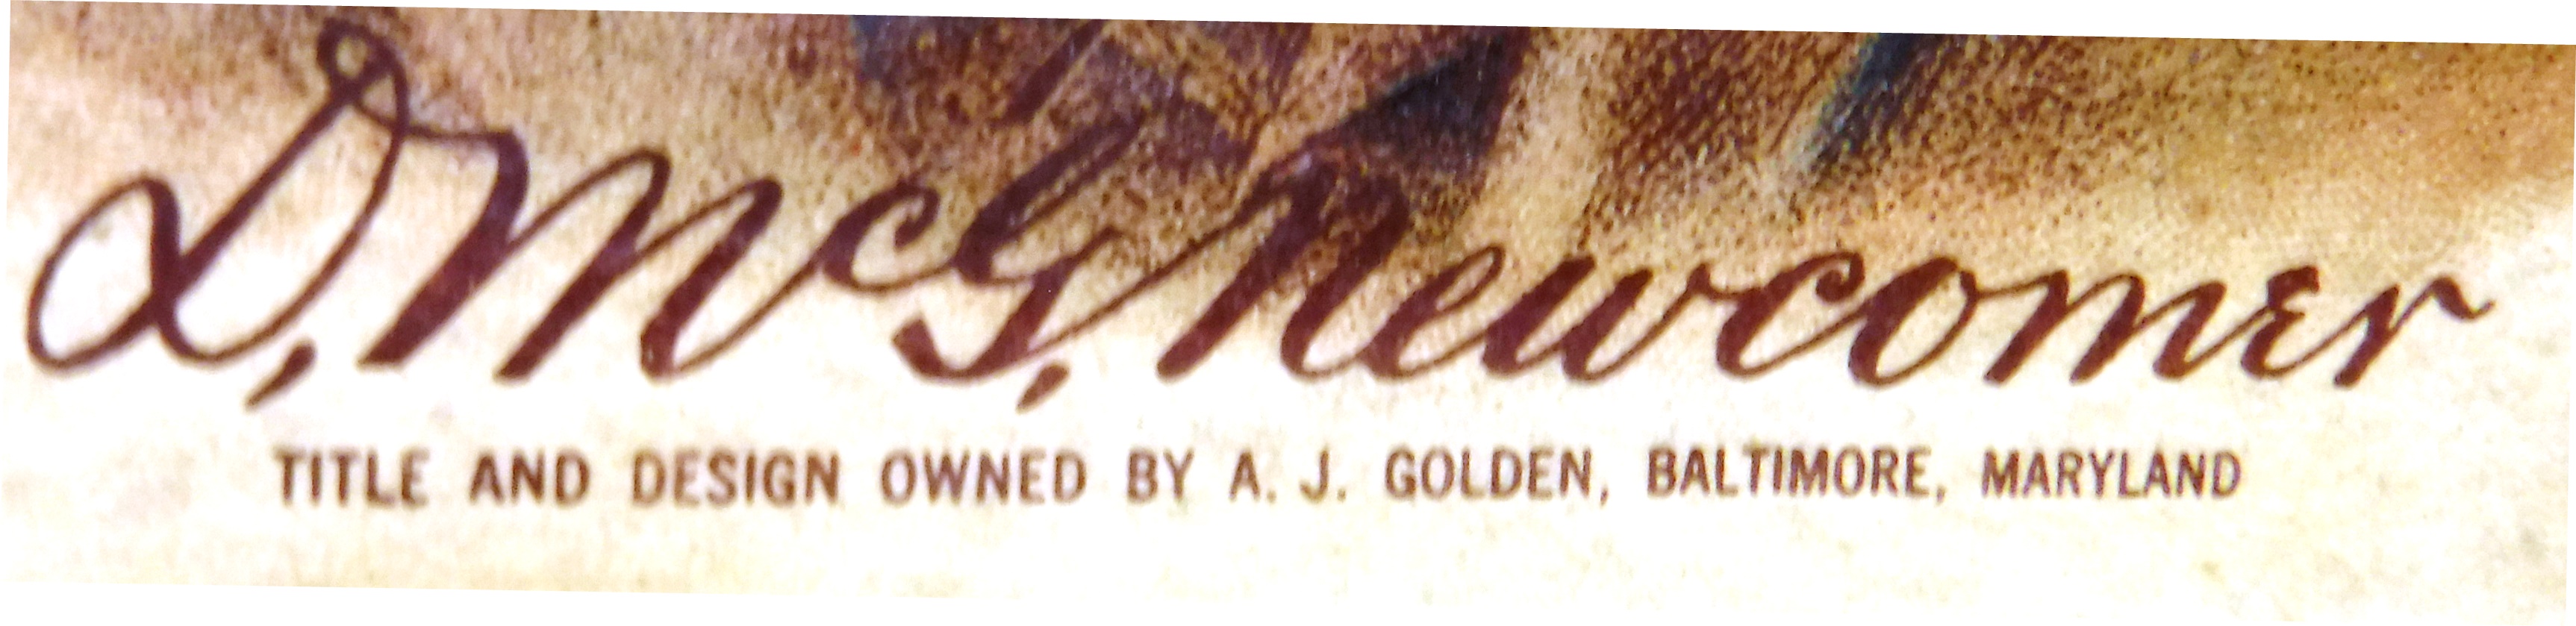 D, McG, Newcomer
TITLE AND DESIGN OWNED BY A. J. GOLDEN, BALTIMORE, MARYLAND